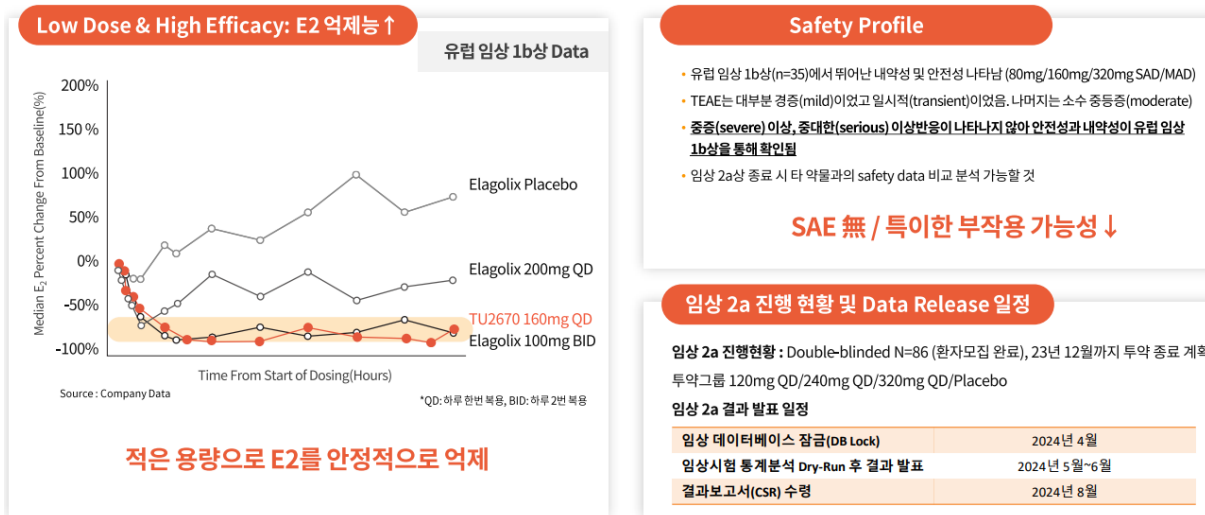 Low Dose & High Efficacy: E2 억제능↑
유럽 임상 1b상 Data
Median E₂ Percent Change From Baseline(%)
200%
150 %
100%
50%
0%
-50%
-100%
Elagolix Placebo
Elagolix 200mg QD
TU2670 160mg QD
Elagolix 100mg BID
Time From Start of Dosing(Hours)
Source : Company Data
*QD: 하루 한번 복용, BID: 하루 2번 복용
적은 용량으로 E2를 안정적으로 억제
Safety Profile
• 유럽 임상 1b상(n=35)에서 뛰어난 내약성 및 안전성 나타남 (80mg/160mg/320mg SAD/MAD)
• TEAE는 대부분 경증(mild)이었고 일시적(transient)이었음. 나머지는 소수 중등증(moderate)
• 중증(severe) 이상, 중대한(serious) 이상반응이 나타나지 않아 안전성과 내약성이 유럽 임상
1b상을 통해 확인됨
• 임상 2a상 종료 시 타 약물과의 safety data 비교 분석 가능할 것
SAE 無 / 특이한 부작용 가능성↓
임상 2a 진행 현황 및 Data Release 일정
임상 2a 진행현황 : Double-blinded N=86 (환자모집 완료), 23년 12월까지 투약 종료 계획
투약그룹 120mg QD/240mg QD/320mg QD/Placebo
임상 2a 결과 발표 일정
임상 데이터베이스 잠금(DB Lock) 2024년 4월
임상시험 통계분석 Dry-Run 후 결과 발표 2024년 5월~6월
결과보고서(CSR) 수령 2024년 8월